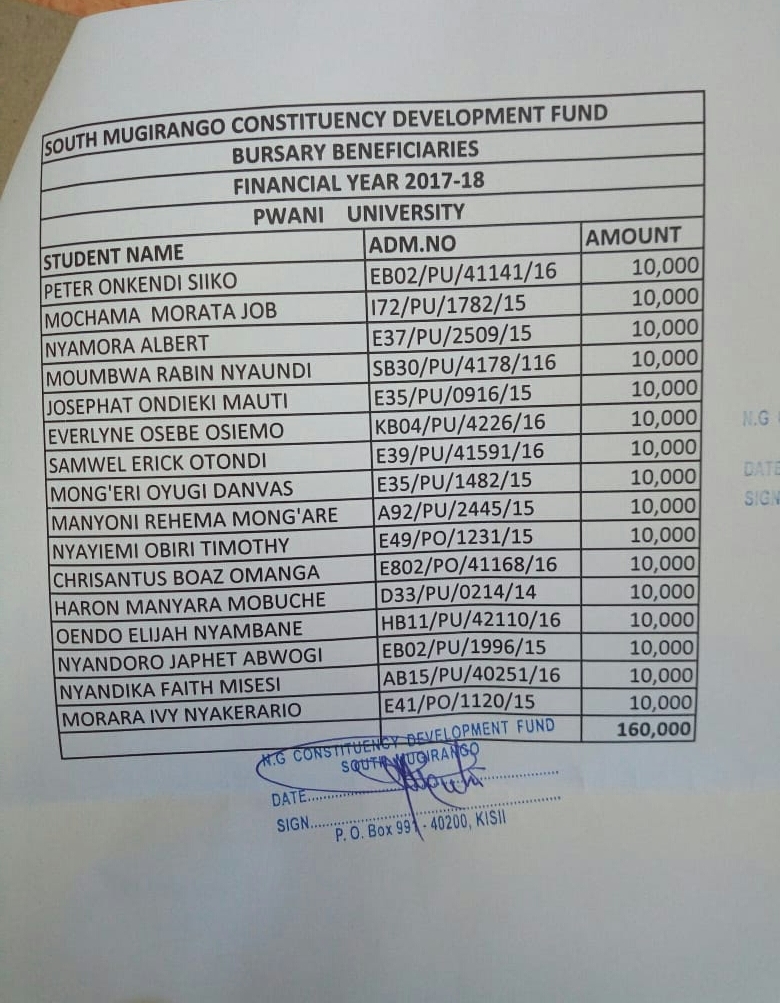 SOUTH MUGIRANGO CONSTITUENCY DEVELOPMENT FUND
BURSARY BENEFICIARIES
FINANCIAL YEAR 2017-18
PWANI UNIVERSITY
STUDENT NAME ADM.NO AMOUNT
PETER ONKENDI SIIKO EB02/PU/41141/16 10,000
MOCHAMA MORATA JOB I72/PU/1782/15 10,000
NYAMORA ALBERT E37/PU/2509/15 10,000
MOUMBWA RABIN NYAUNDI SB30/PU/4178/116 10,000
JOSEPHAT ONDIEKI MAUTI E35/PU/0916/15 10,000
EVERLYNE OSEBE OSIEMO KB04/PU/4226/16 10,000
SAMWEL ERICK OTONDI E39/PU/41591/16 10,000
MONG'ERI OYUGI DANVAS E35/PU/1482/15 10,000
MANYONI REHEMA MONG'ARE A92/PU/2445/15 10,000
NYAYIEMI OBIRI TIMOTHY E49/PO/1231/15 10,000
CHRISANTUS BOAZ OMANGA E802/PO/41168/16 10,000
HARON MANYARA MOBUCHE D33/PU/0214/14 10,000
OENDO ELIJAH NYAMBANE HB11/PU/42110/16 10,000
NYANDORO JAPHET ABWOGI EB02/PU/1996/15 10,000
NYANDIKA FAITH MISESI AB15/PU/40251/16 10,000
MORARA IVY NYAKERARIO E41/PO/1120/15 10,000
160,000
N.G CONSTITUENCY DEVELOPMENT FUND
SOUTH MUGIRANGO
DATE
SIGN
P. O. Box 991 - 40200, KISII
N.G
DATE
SIGN